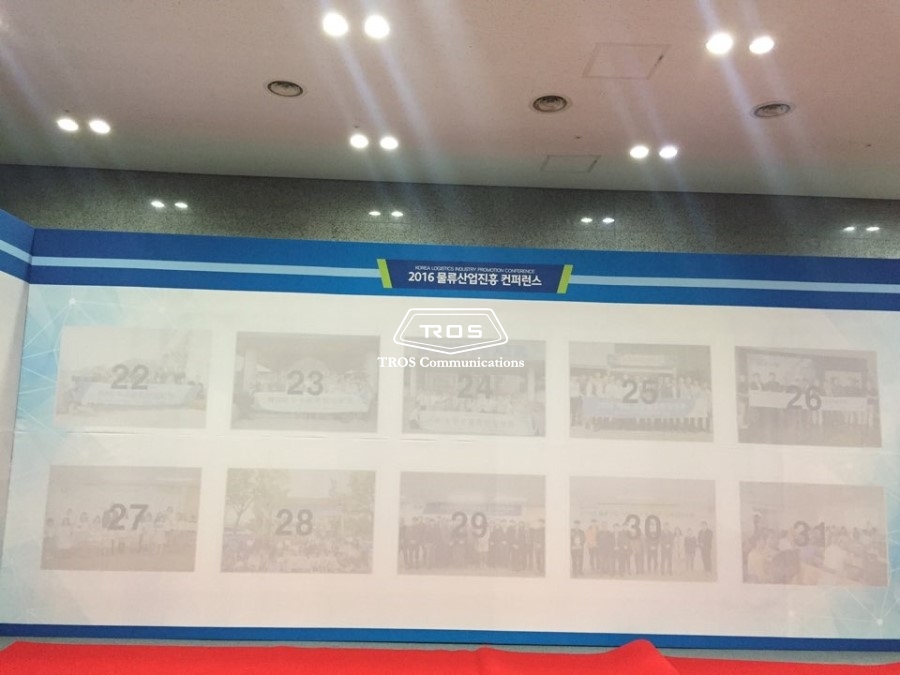 KOREA LOGISTICS INDUSTRY PROMOTION CONFERENCE
2016 물류산업진흥 컨퍼런스
TROS
TROS Communications
22
23
24
25
26
27
28
29
30
31